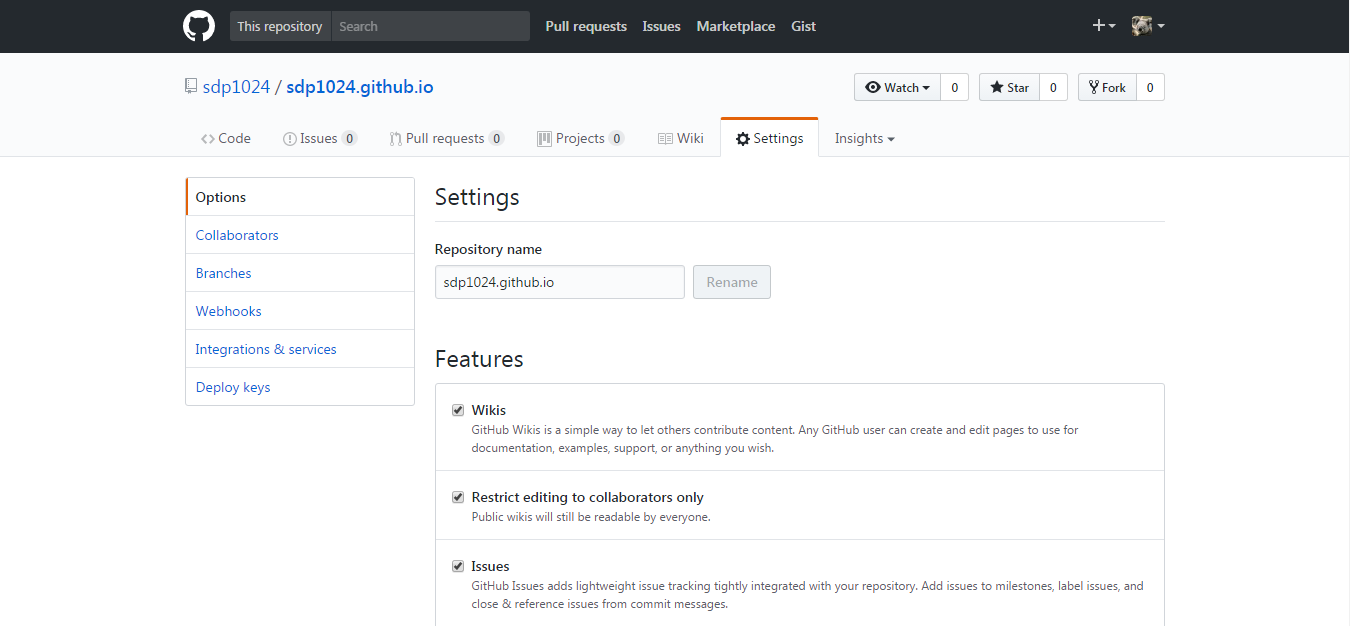 This repository Search Pull requests Issues Marketplace Gist
sdp1024 / sdp1024.github.io Watch 0 Star 0 Fork 0
Code Issues 0 Pull requests 0 Projects 0 Wiki Settings Insights
Options
Collaborators
Branches
Webhooks
Integrations & services
Deploy keys
Settings
Repository name
sdp1024.github.io Rename
Features
Wikis
GitHub Wikis is a simple way to let others contribute content. Any GitHub user can create and edit pages to use for
documentation, examples, support, or anything you wish.
Restrict editing to collaborators only
Public wikis will still be readable by everyone.
Issues
GitHub Issues adds lightweight issue tracking tightly integrated with your repository. Add issues to milestones, label issues, and
close & reference issues from commit messages.